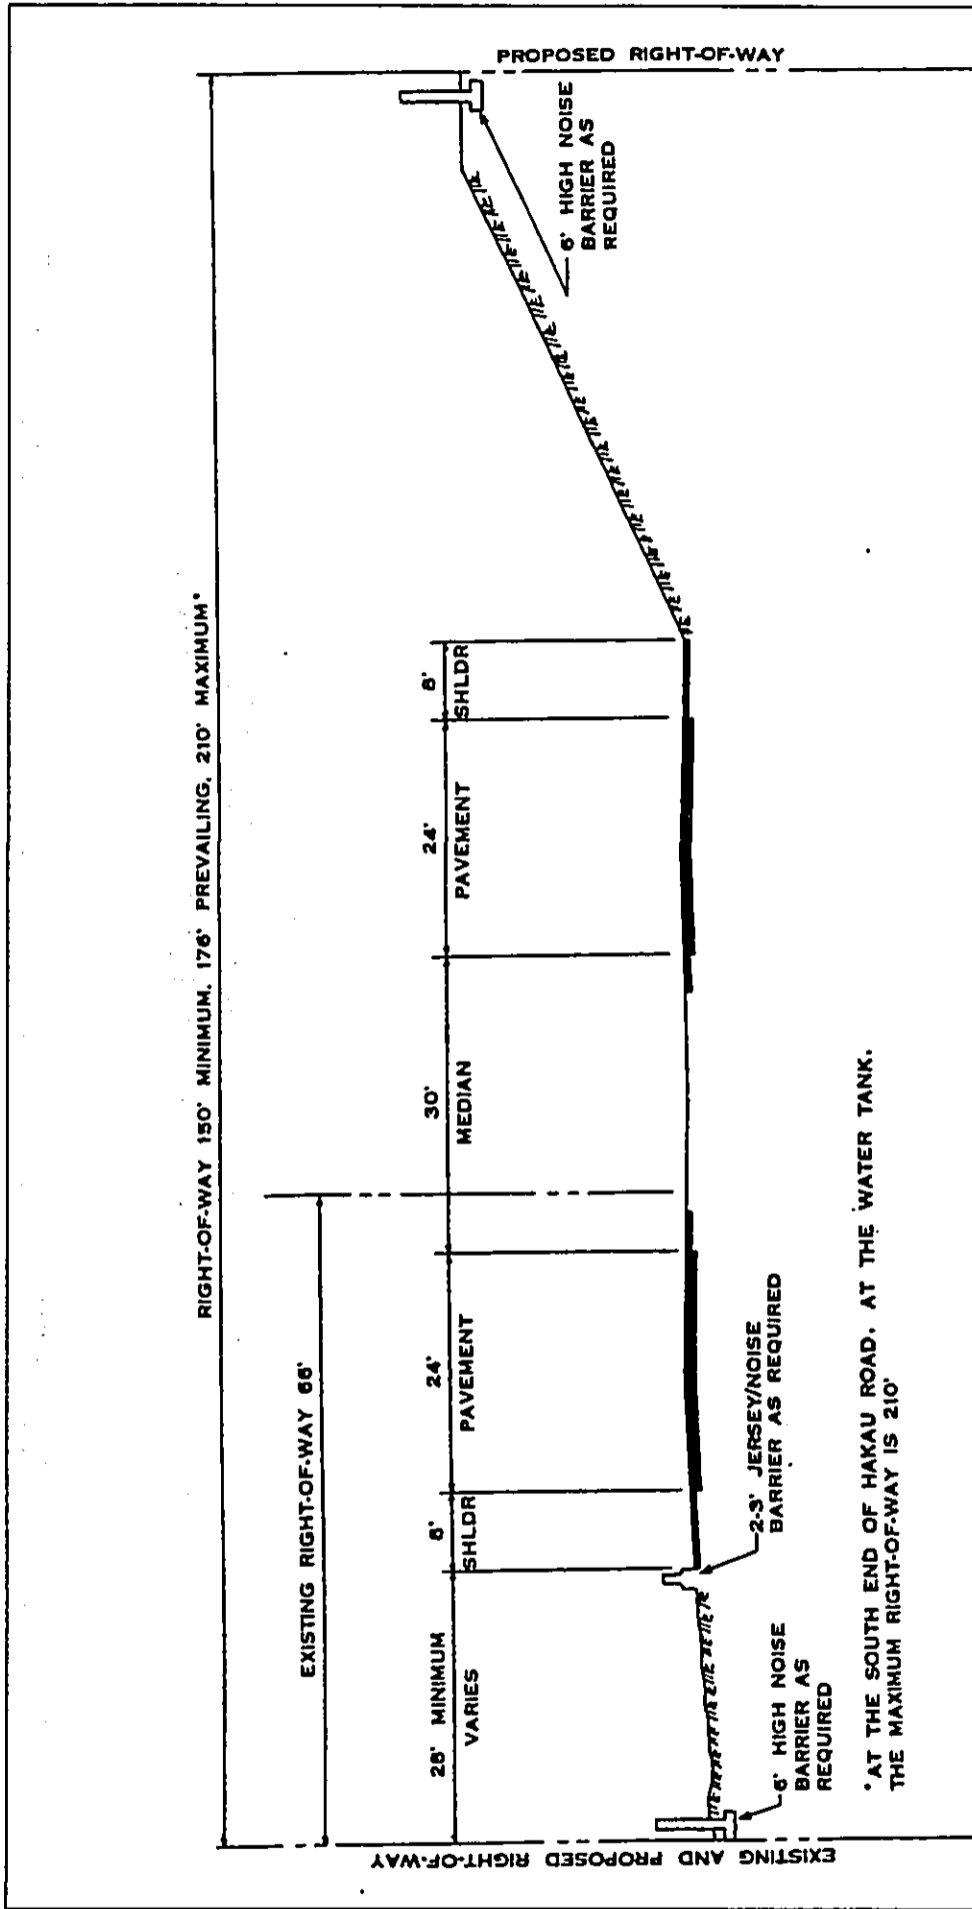 RIGHT-OF-WAY 150' MINIMUM, 176' PREVAILING, 210' MAXIMUM*
EXISTING RIGHT-OF-WAY 66'
28' MINIMUM
VARIES
8'
SHLDR
24'
PAVEMENT
30'
MEDIAN
24'
PAVEMENT
8'
SHLDR
EXISTING AND PROPOSED RIGHT-OF-WAY
PROPOSED RIGHT-OF-WAY
6' HIGH NOISE
BARRIER AS
REQUIRED
2-3' JERSEY/NOISE
BARRIER AS REQUIRED
6' HIGH NOISE
BARRIER AS
REQUIRED
*AT THE SOUTH END OF HAKAU ROAD, AT THE WATER TANK,
THE MAXIMUM RIGHT-OF-WAY IS 210'